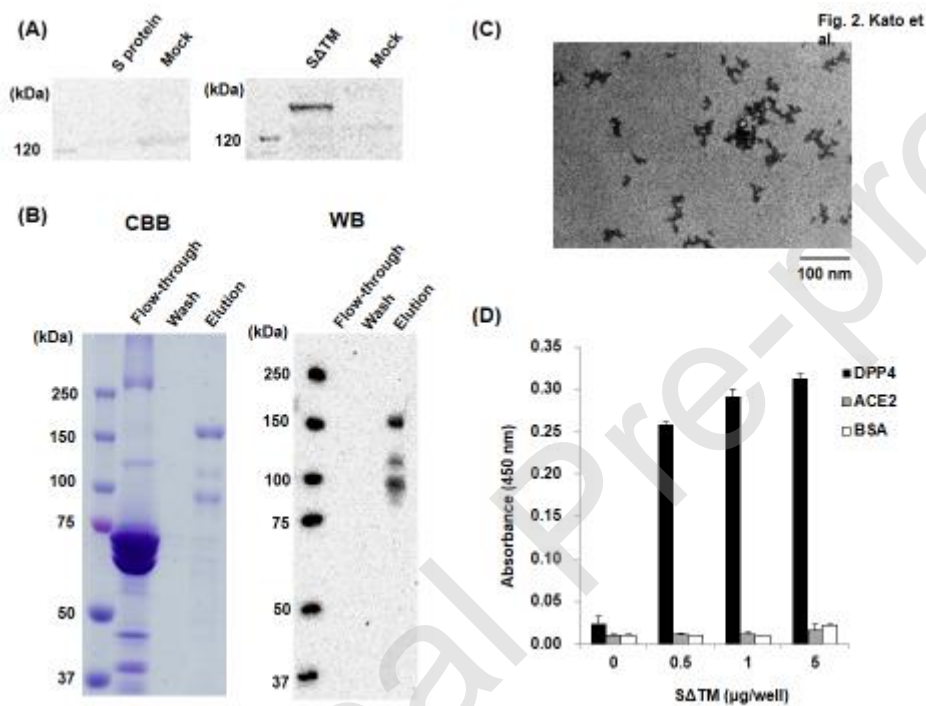 Fig. 2. Kato et
al.
(A)
S protein
Mock
(kDa)
120
SΔTM
Mock
(kDa)
120
(B)
CBB
Flow-through
Wash
Elution
(kDa)
250
150
100
75
50
37
WB
Flow-through
Wash
Elution
(kDa)
250
150
100
75
50
37
(C)
100 nm
(D)
Absorbance (450 nm)
0.35
0.30
0.25
0.20
0.15
0.10
0.05
0.00
DPP4
ACE2
BSA
0 0.5 1 5
SΔTM (μg/well)
al Pre-pre